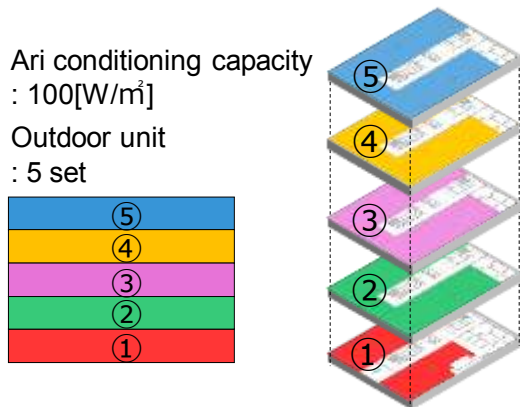 Ari conditioning capacity
: 100[W/㎡]
Outdoor unit
: 5 set
⑤
④
③
②
①
⑤
④
③
②
①